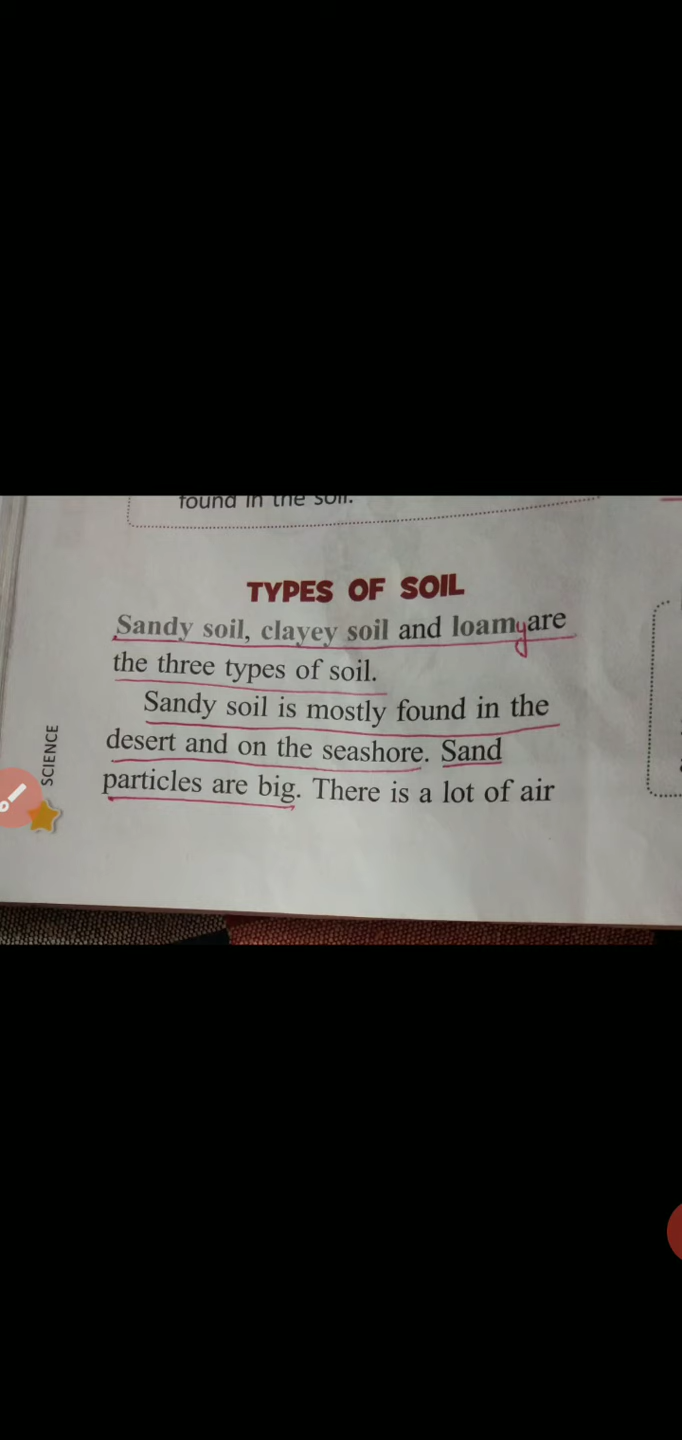 found in the soil.
TYPES OF SOIL
Sandy soil, clayey soil and loamy are
the three types of soil.
Sandy soil is mostly found in the
desert and on the seashore. Sand
particles are big. There is a lot of air
SCIENCE